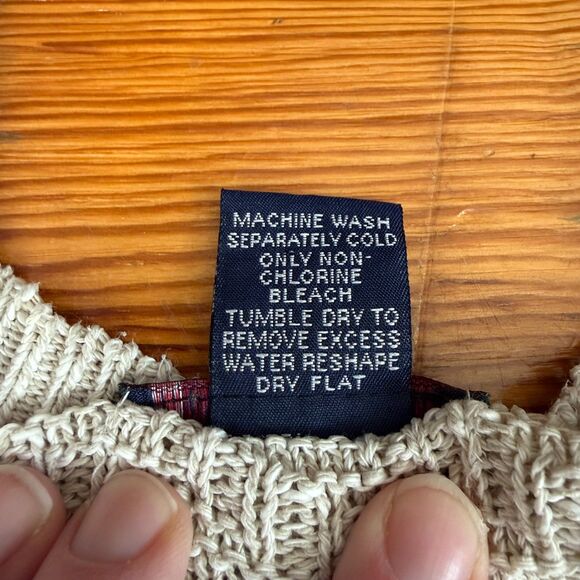 MACHINE WASH
SEPARATELY COLD
ONLY NON-
CHLORINE
BLEACH
TUMBLE DRY TO
REMOVE EXCESS
WATER RESHAPE
DRY FLAT